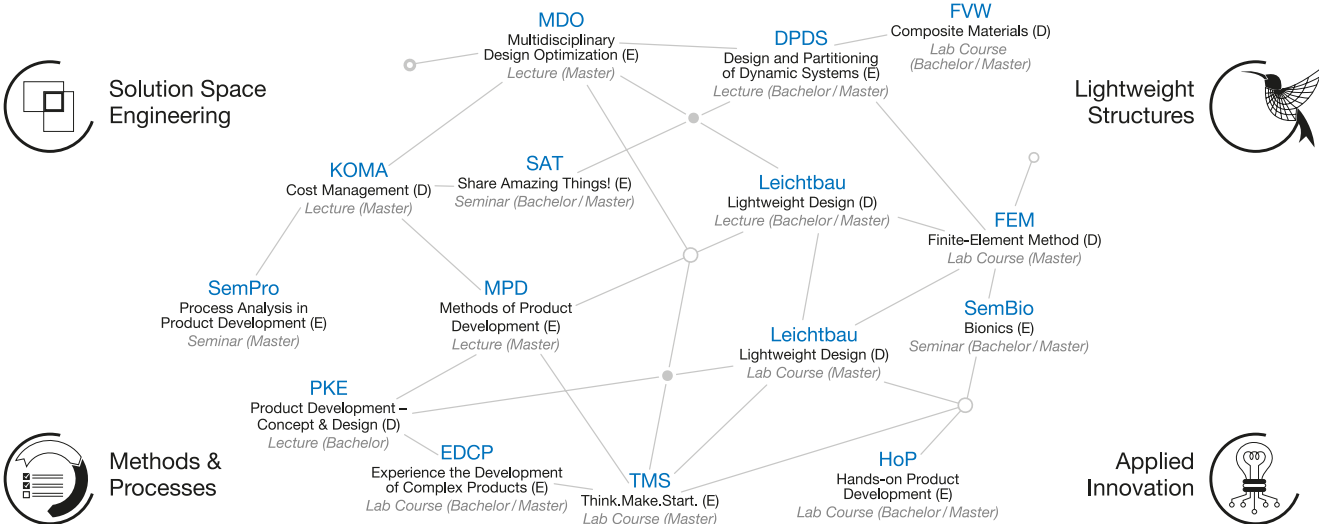 MDO
Multidisciplinary
Design Optimization (E)
Lecture (Master)
DPDS
Design and Partitioning
of Dynamic Systems (E)
Lecture (Bachelor / Master)
FVW
Composite Materials (D)
Lab Course
(Bachelor / Master)
Solution Space
Engineering
Lightweight
Structures
KOMA
Cost Management (D)
Lecture (Master)
SAT
Share Amazing Things! (E)
Seminar (Bachelor / Master)
Leichtbau
Lightweight Design (D)
Lecture (Bachelor / Master)
FEM
Finite-Element Method (D)
Lab Course (Master)
SemPro
Process Analysis in
Product Development (E)
Seminar (Master)
MPD
Methods of Product
Development (E)
Lecture (Master)
Leichtbau
Lightweight Design (D)
Lab Course (Master)
SemBio
Bionics (E)
Seminar (Bachelor / Master)
PKE
Product Development –
Concept & Design (D)
Lecture (Bachelor)
EDCP
Experience the Development
of Complex Products (E)
Lab Course (Bachelor / Master)
TMS
Think.Make.Start. (E)
Lab Course (Master)
HoP
Hands-on Product
Development (E)
Lab Course (Bachelor / Master)
Methods &
Processes
Applied
Innovation